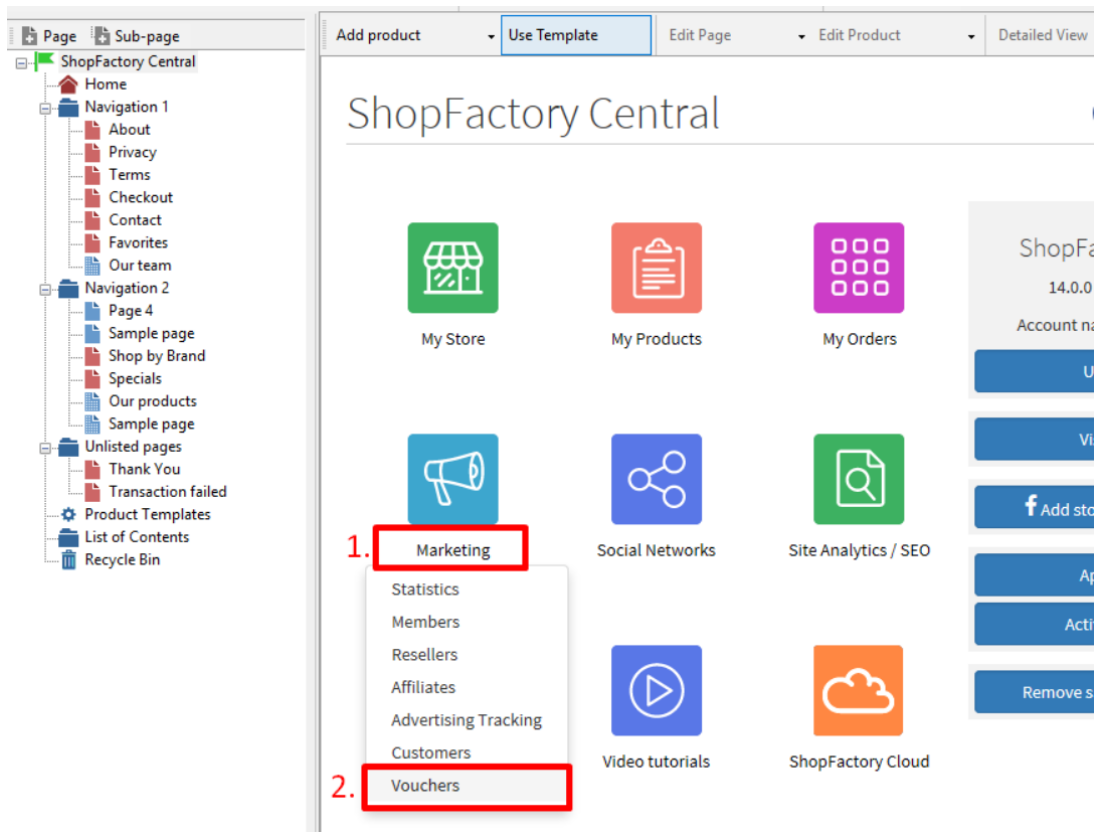 Page Sub-page
ShopFactory Central
Home
Navigation 1
About
Privacy
Terms
Checkout
Contact
Favorites
Our team
Navigation 2
Page 4
Sample page
Shop by Brand
Specials
Our products
Sample page
Unlisted pages
Thank You
Transaction failed
Product Templates
List of Contents
Recycle Bin
Add product Use Template Edit Page Edit Product Detailed View
ShopFactory Central
My Store My Products My Orders
1. Marketing Social Networks Site Analytics / SEO
Statistics
Members
Resellers
Affiliates
Advertising Tracking
Customers
2. Vouchers
Video tutorials ShopFactory Cloud
ShopFa
14.0.0
Account na
U
Vi
Add sto
Ap
Acti
Remove s